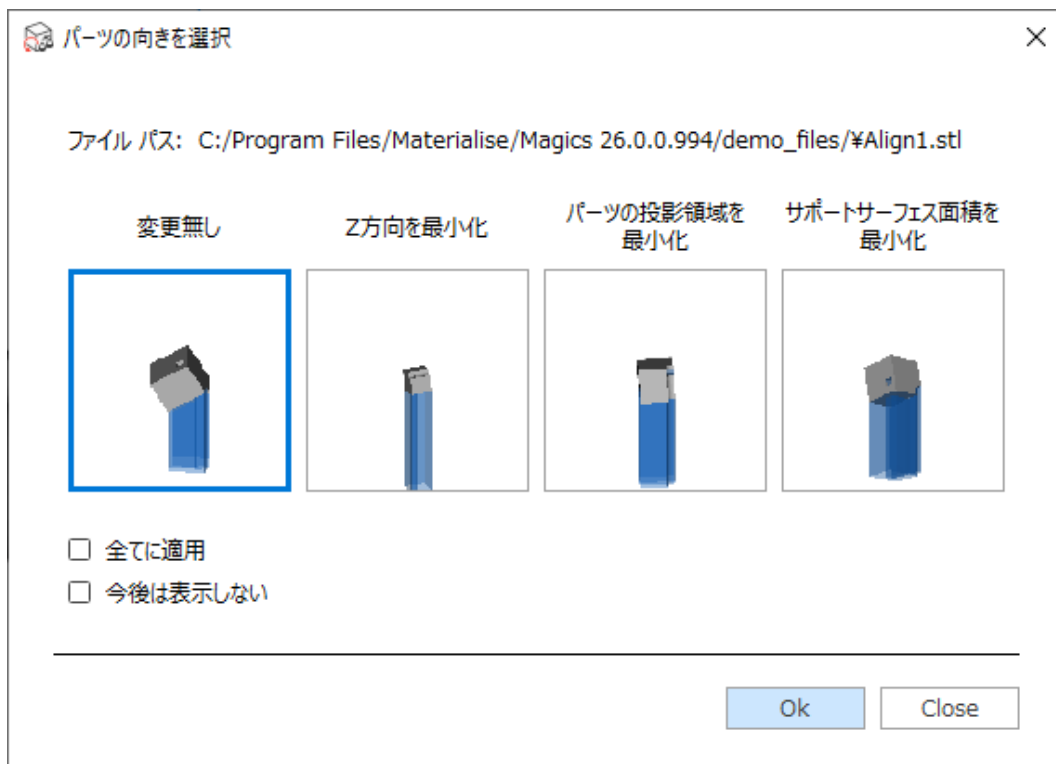 パーツの向きを選択
ファイル パス: C:/Program Files/Materialise/Magics 26.0.0.994/demo_files/¥Align1.stl
変更無し
Z方向を最小化
パーツの投影領域を
最小化
サポートサーフェス面積を
最小化
全てに適用
今後は表示しない
Ok
Close